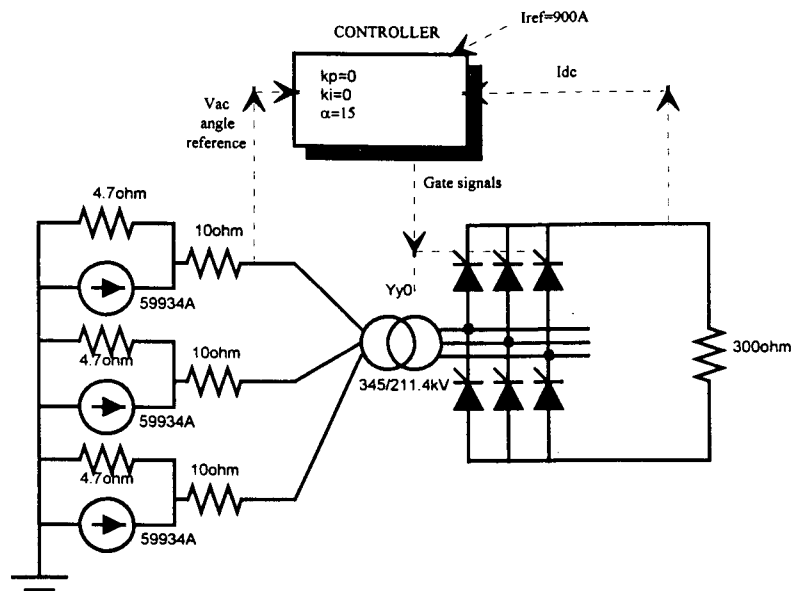 Iref=900A
CONTROLLER
kp=0
ki=0
α=15
Idc
Vac
angle
reference
Gate signals
4.7ohm
10ohm
59934A
Yy0
4.7ohm
10ohm
345/211.4kV
300ohm
59934A
4.7ohm
10ohm
59934A